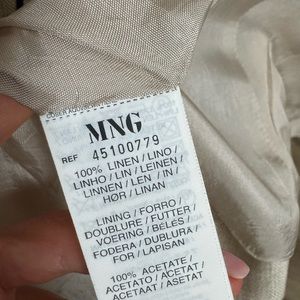 MNG
REF 45100779
100% LINEN / LINO /
LINHO / LIN / LEINEN /
LINNEN / LEN / IN /
HØR / LINAN
LINING / FORRO /
DOUBLURE / FUTTER /
VOERING / BÉLÉS /
FODERA / DUBLURA /
FOR / LAPISAN
100% ACETATE /
ACETATO / ACETAT /
ACETAAT / ASETAT